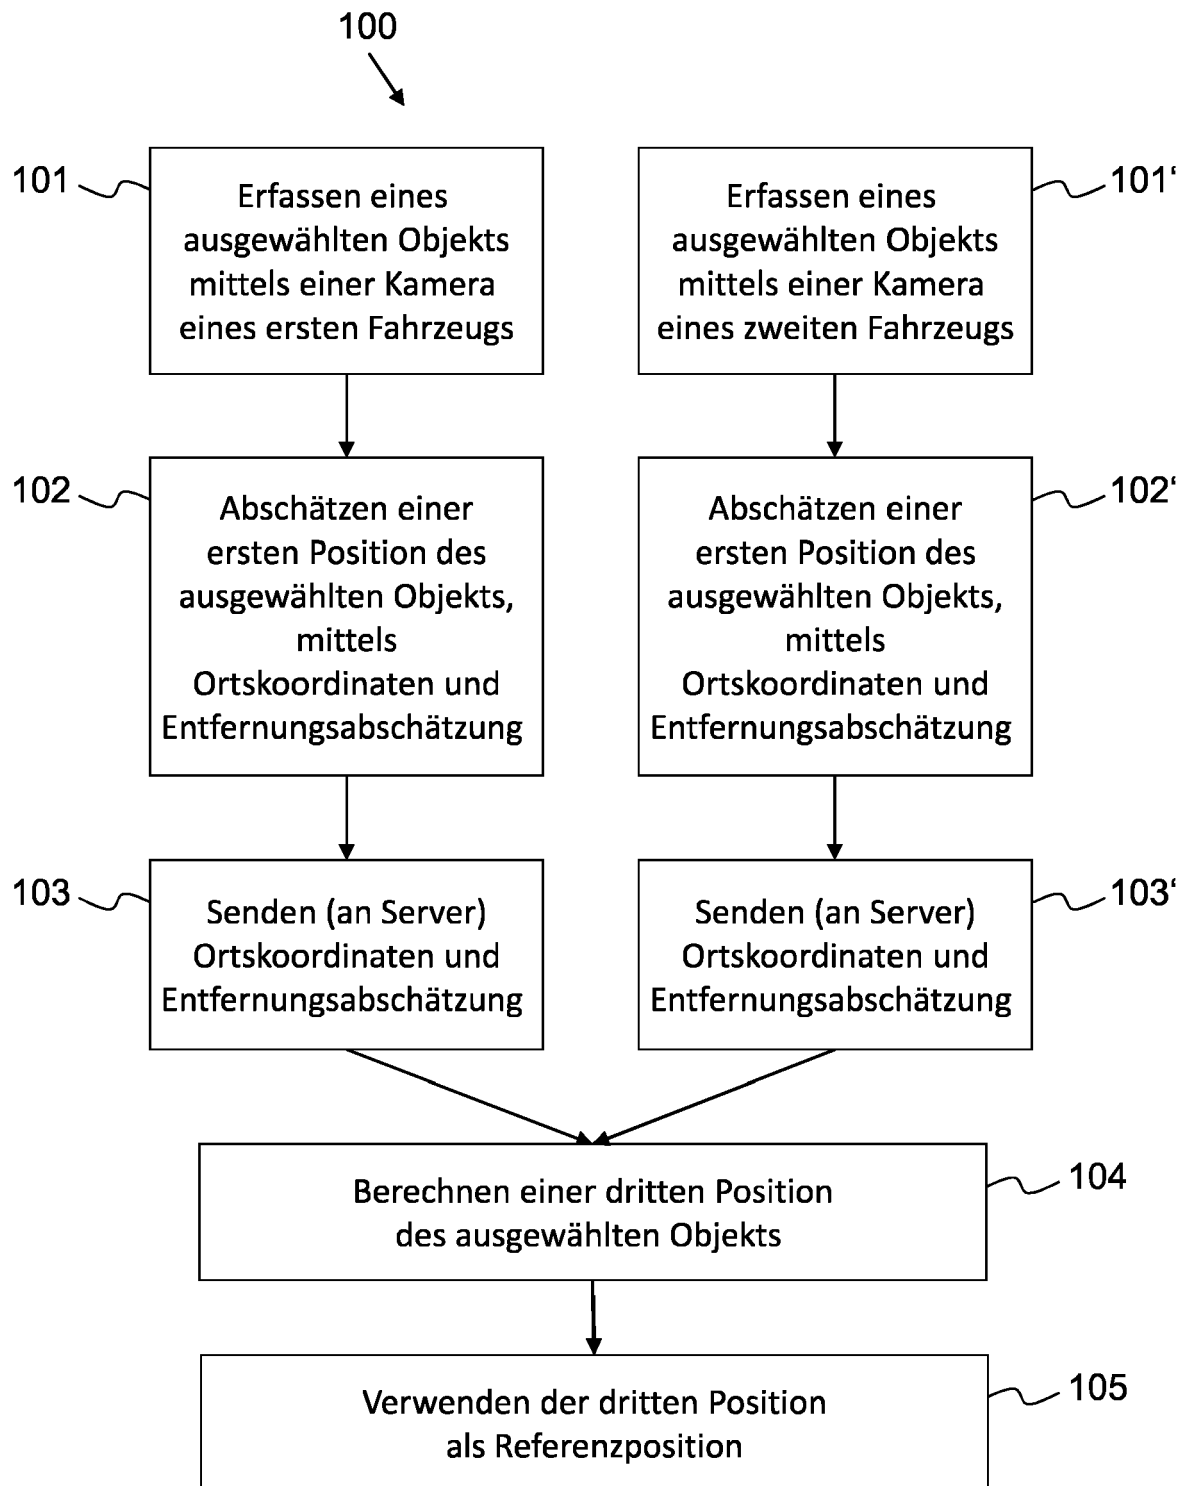 100
101
Erfassen eines
ausgewählten Objekts
mittels einer Kamera
eines ersten Fahrzeugs
Erfassen eines
ausgewählten Objekts
mittels einer Kamera
eines zweiten Fahrzeugs
101‘
102
Abschätzen einer
ersten Position des
ausgewählten Objekts,
mittels
Ortskoordinaten und
Entfernungsabschätzung
Abschätzen einer
ersten Position des
ausgewählten Objekts,
mittels
Ortskoordinaten und
Entfernungsabschätzung
102‘
103
Senden (an Server)
Ortskoordinaten und
Entfernungsabschätzung
Senden (an Server)
Ortskoordinaten und
Entfernungsabschätzung
103‘
Berechnen einer dritten Position
des ausgewählten Objekts
104
Verwenden der dritten Position
als Referenzposition
105